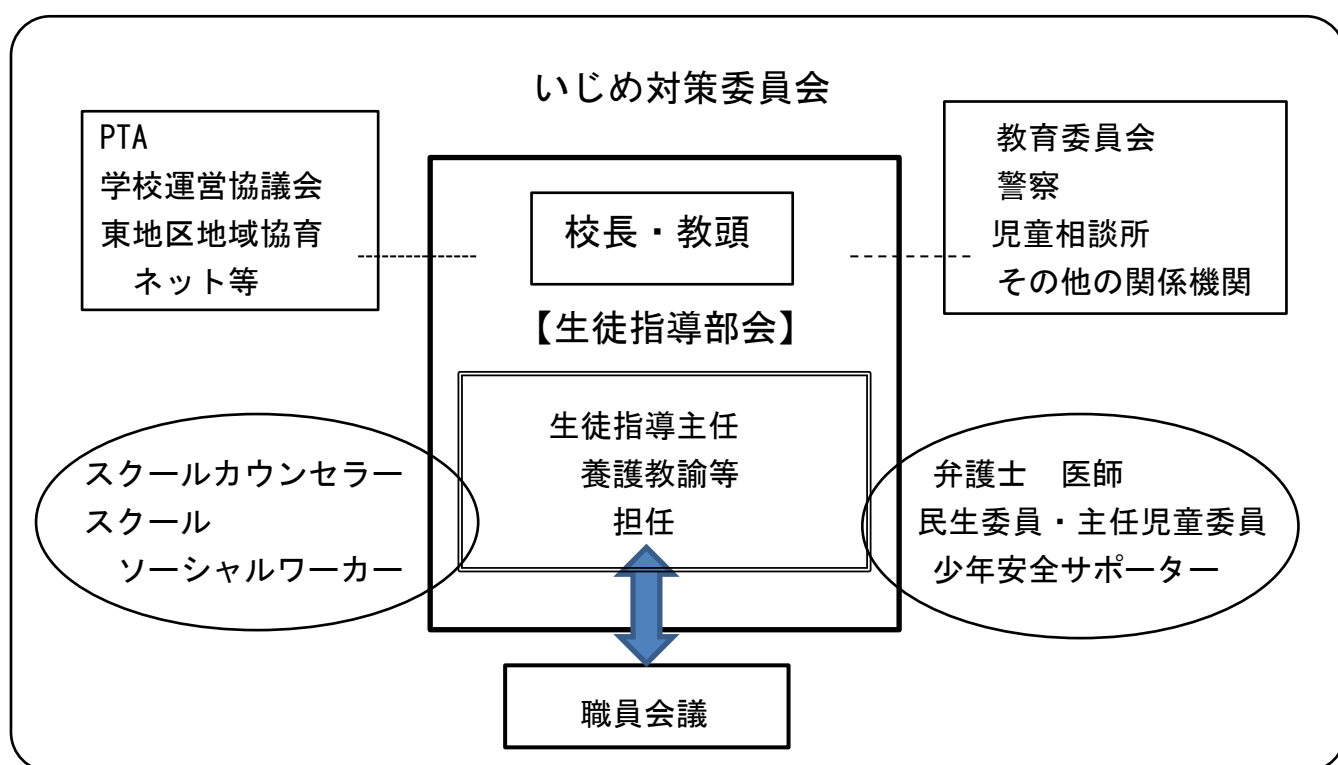 いじめ対策委員会
PTA
学校運営協議会
東地区地域協育
ネット等
校長・教頭
【生徒指導部会】
教育委員会
警察
児童相談所
その他の関係機関
スクールカウンセラー
スクール
ソーシャルワーカー
生徒指導主任
養護教諭等
担任
弁護士　医師
民生委員・主任児童委員
少年安全サポーター
職員会議